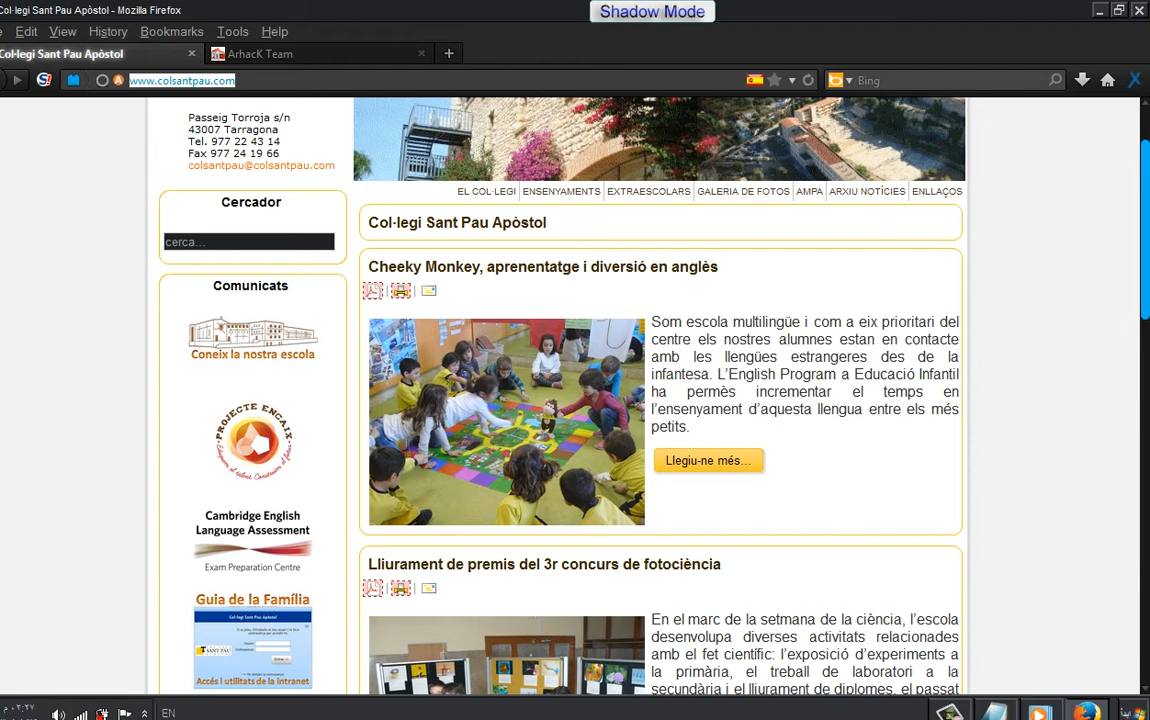 Col·legi Sant Pau Apòstol - Mozilla Firefox
Shadow Mode
Edit View History Bookmarks Tools Help
Col·legi Sant Pau Apòstol
ArhacK Team
www.colsantpau.com
Bing
Passeig Torroja s/n
43007 Tarragona
Tel. 977 22 43 14
Fax 977 24 19 66
colsantpau@colsantpau.com
EL COL·LEGI ENSENYAMENTS EXTRAESCOLARS GALERIA DE FOTOS AMPA ARXIU NOTÍCIES ENLLAÇOS
Cercador
cerca...
Comunicats
Coneix la nostra escola
PROJECTE ENCAIX
Cambridge English
Language Assessment
Exam Preparation Centre
Guia de la Família
Col·legi Sant Pau Apòstol
SANT PAU
Accés i utilitats de la intranet
Col·legi Sant Pau Apòstol
Cheeky Monkey, aprenentatge i diversió en anglès
Som escola multilingüe i com a eix prioritari del
centre els nostres alumnes estan en contacte
amb les llengües estrangeres des de la
infantesa. L'English Program a Educació Infantil
ha permès incrementar el temps en
l'ensenyament d'aquesta llengua entre els més
petits.
Llegiu-ne més...
Lliurament de premis del 3r concurs de fotociència
En el marc de la setmana de la ciència, l'escola
desenvolupa diverses activitats relacionades
amb el fet científic: l'exposició d'experiments a
la primària, el treball de laboratori a la
secundària i el lliurament de diplomes, el passat
EN